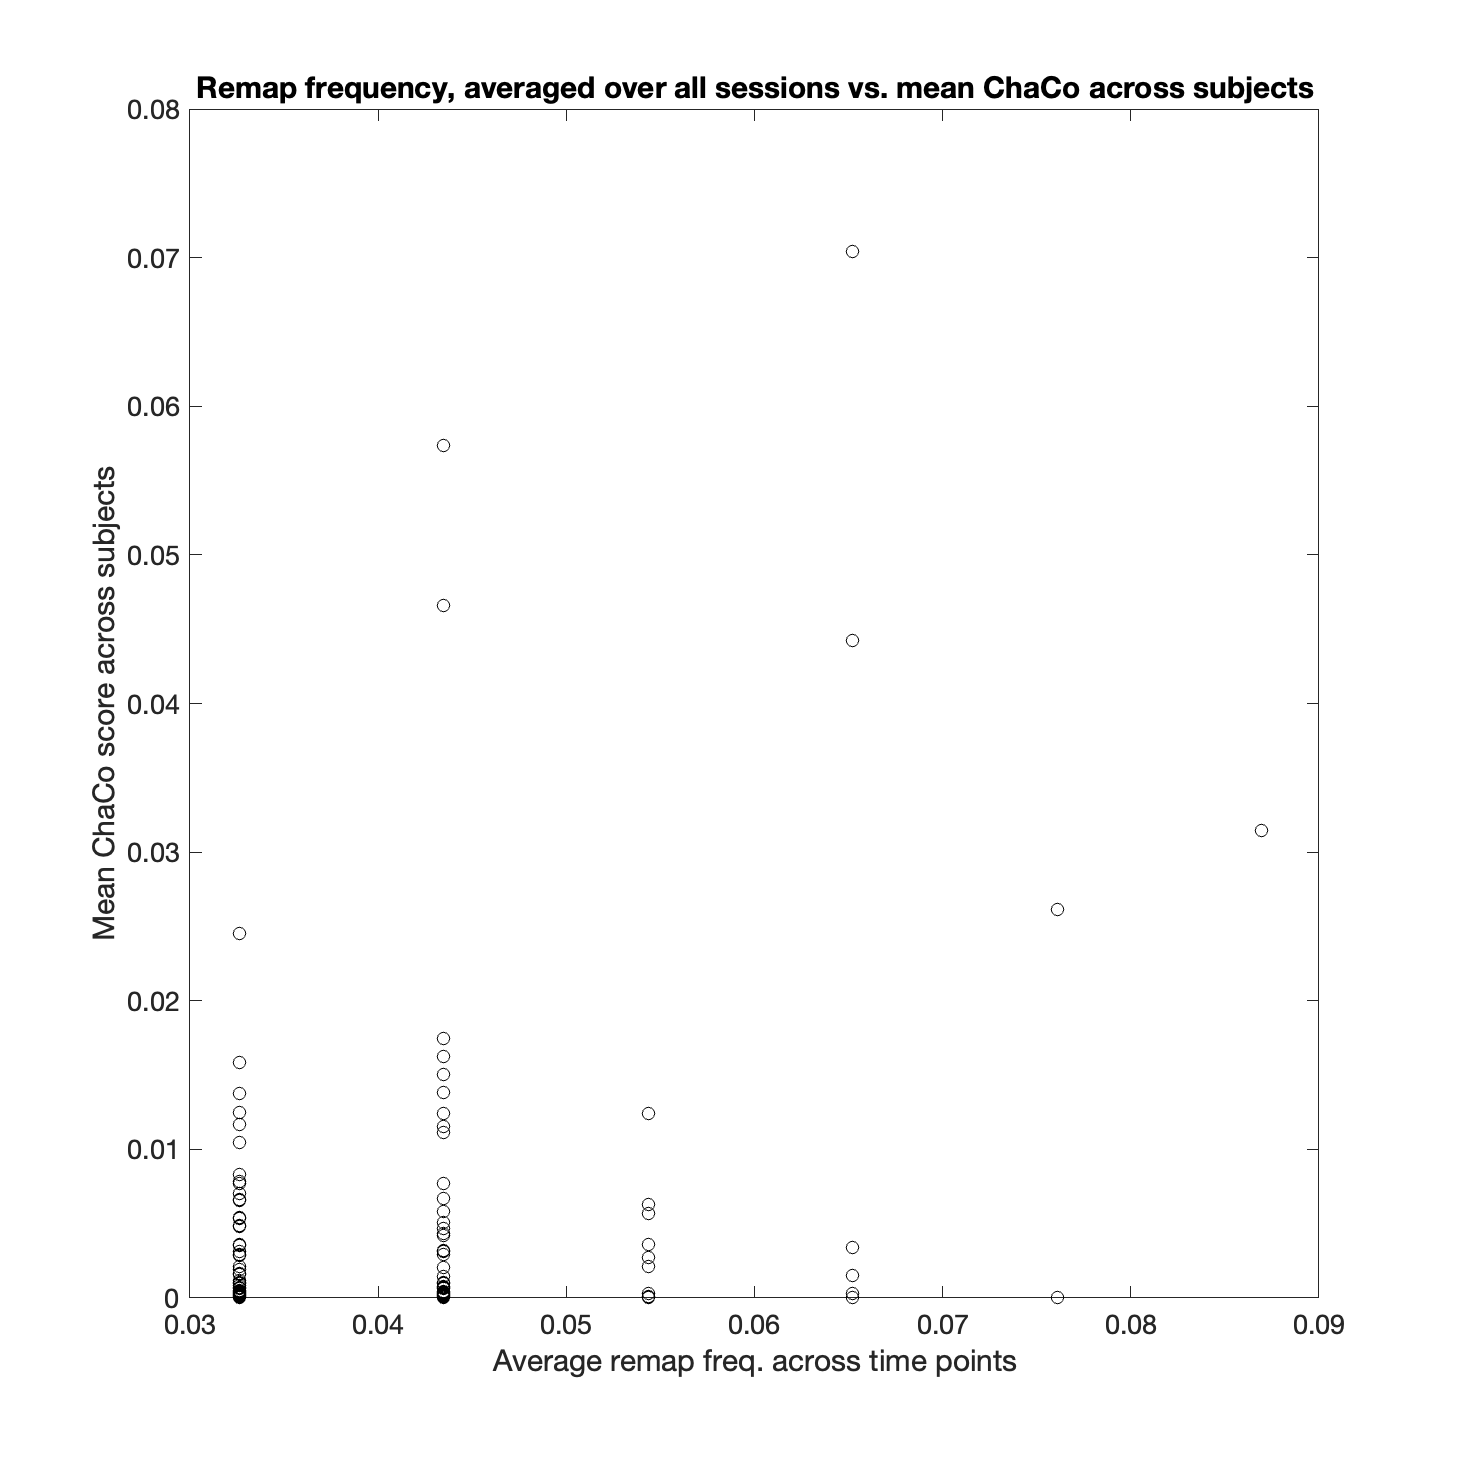 Remap frequency, averaged over all sessions vs. mean ChaCo across subjects
0.08
0.07
0.06
0.05
0.04
0.03
0.02
0.01
0
Mean ChaCo score across subjects
0.03 0.04 0.05 0.06 0.07 0.08 0.09
Average remap freq. across time points